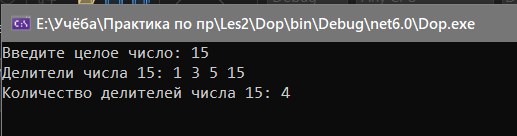 E:\Учёба\Практика по пр\Les2\Dop\bin\Debug\net6.0\Dop.exe
Введите целое число: 15
Делители числа 15: 1 3 5 15
Количество делителей числа 15: 4